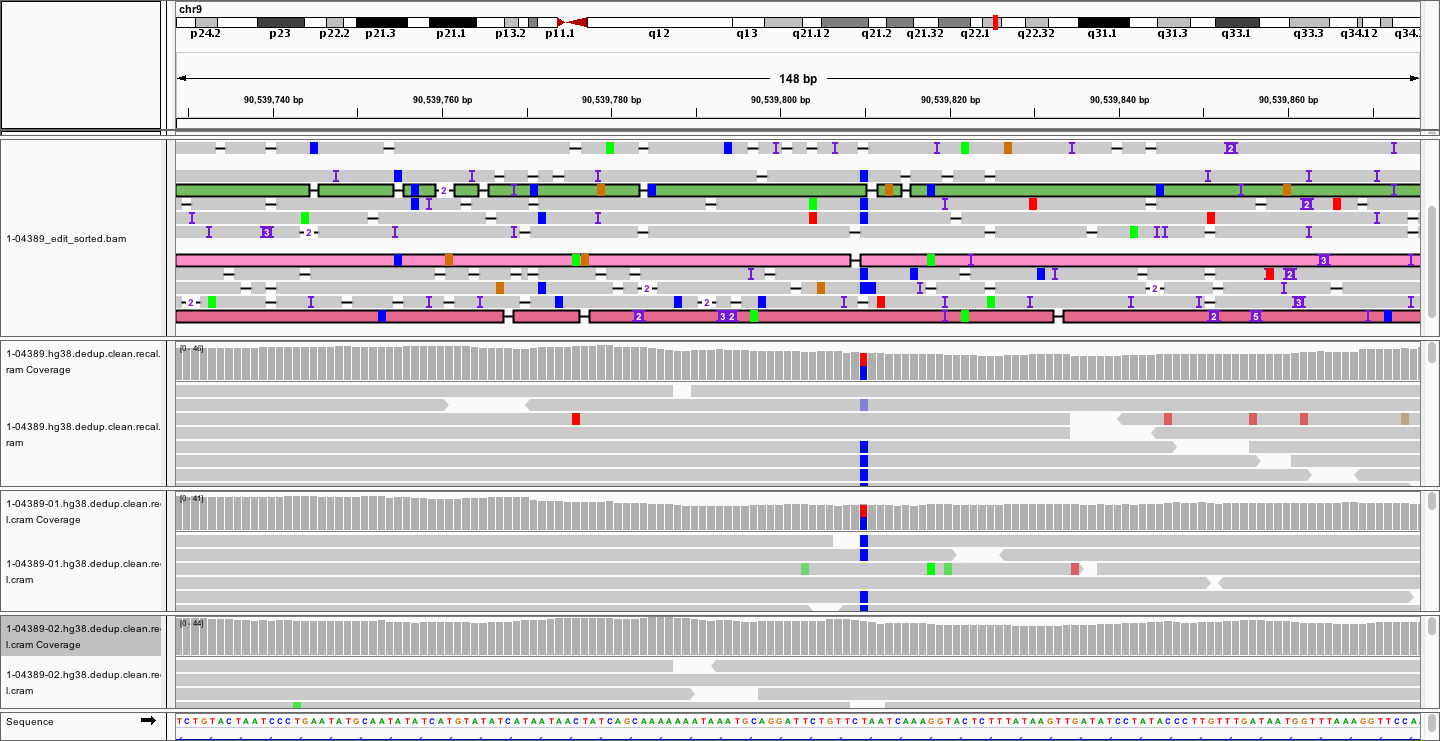 chr9
p24.2 p23 p22.2 p21.3 p21.1 p13.2 p11.1 q12 q13 q21.12 q21.2 q21.32 q22.1 q22.32 q31.1 q31.3 q33.1 q33.3 q34.12 q34.
148 bp
90,539,740 bp 90,539,760 bp 90,539,780 bp 90,539,800 bp 90,539,820 bp 90,539,840 bp 90,539,860 bp
2
2
2
3 2
1-04389_edit_sorted.bam
3
2
2 2
2 2 3
2 3 2 2 5
1-04389.hg38.dedup.clean.recal.
ram Coverage
[0 - 46]
1-04389.hg38.dedup.clean.recal.
ram
1-04389-01.hg38.dedup.clean.re
l.cram Coverage
[0 - 41]
1-04389-01.hg38.dedup.clean.re
l.cram
1-04389-02.hg38.dedup.clean.re
l.cram Coverage
[0 - 44]
1-04389-02.hg38.dedup.clean.re
l.cram
Sequence
TCTGTACTAATCCCTGAATATGCAATATATCATGTATATCATAATAACTATCAGCAAAAAAATAAATGCAGGATTCTGTTCTAATCAAAGGTACTCTTTATAAGTTGATATCCTATACCCTTGTTTGATAATGGTTTAAAGGTTCCA